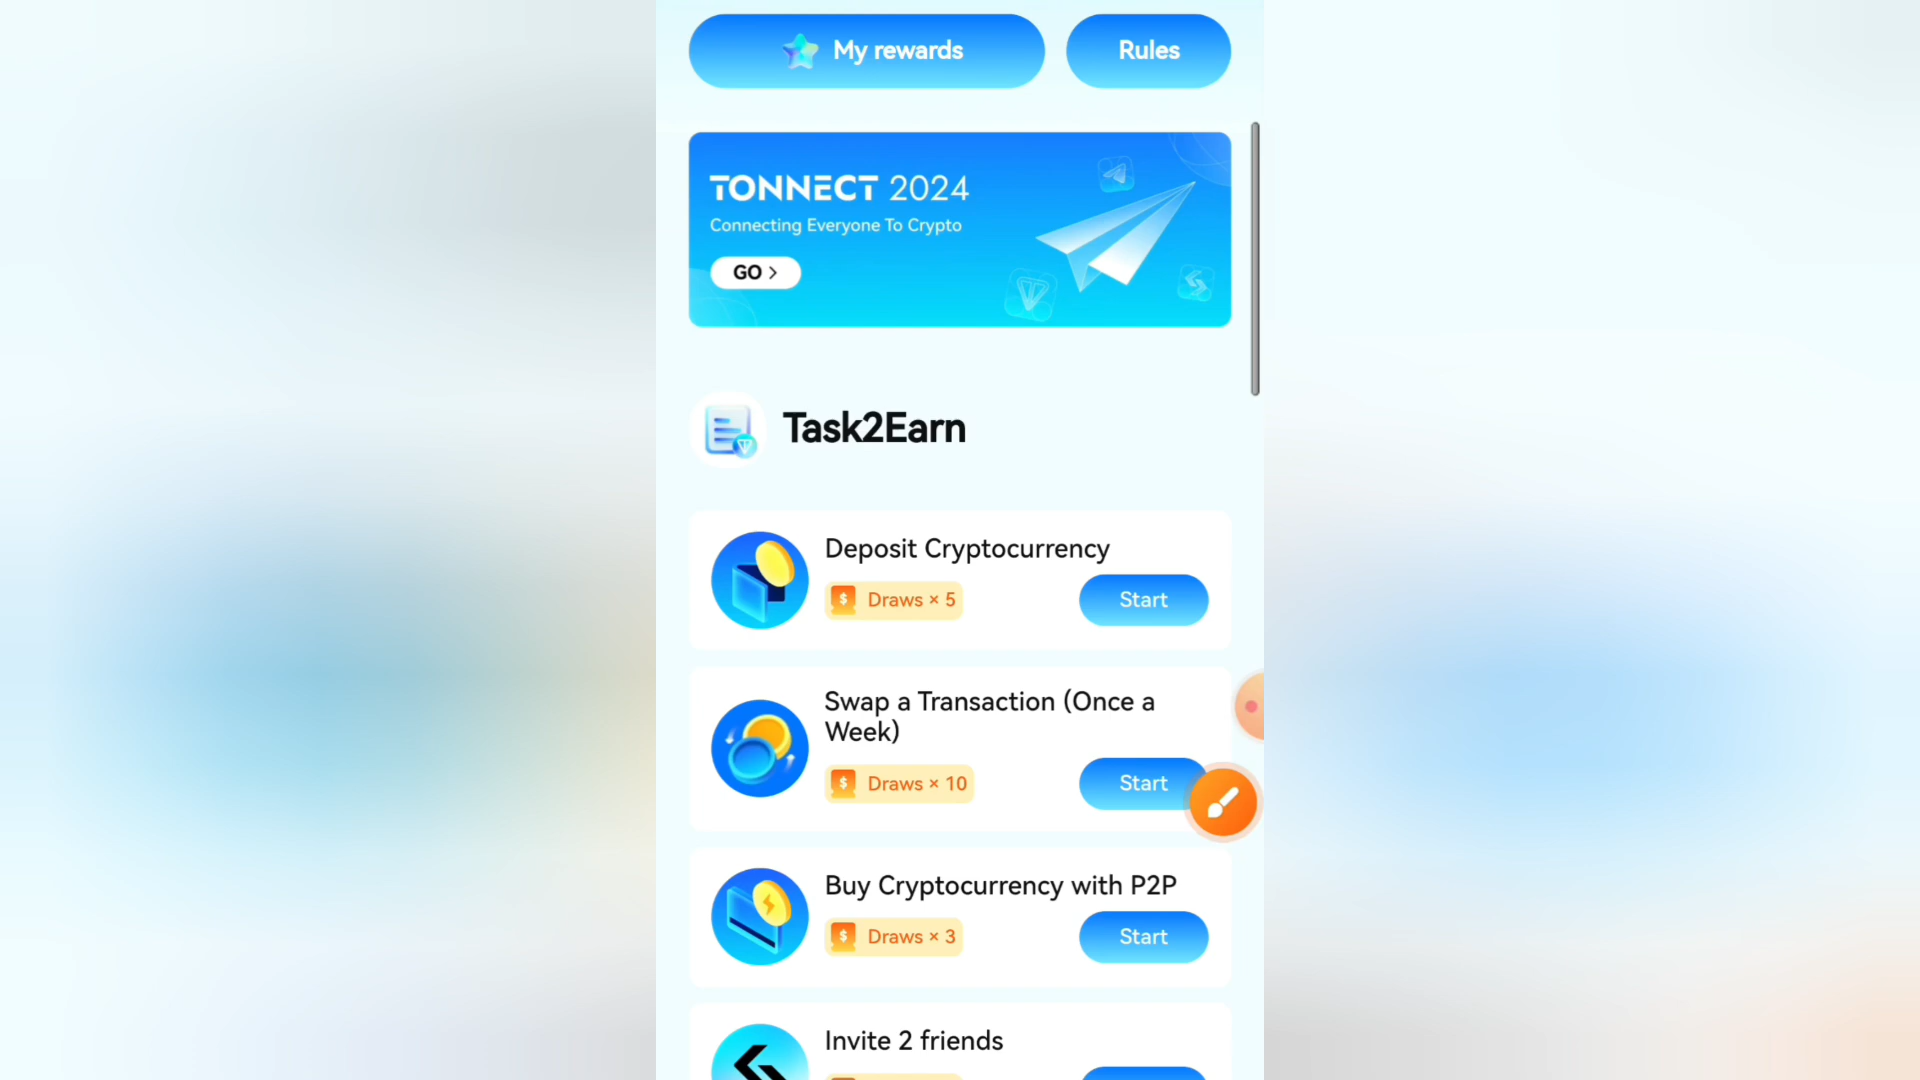 My rewards
Rules
TONNECT 2024
Connecting Everyone To Crypto
GO >
Task2Earn
Deposit Cryptocurrency
$ Draws × 5
Start
Swap a Transaction (Once a
Week)
$ Draws × 10
Start
Buy Cryptocurrency with P2P
$ Draws × 3
Start
Invite 2 friends